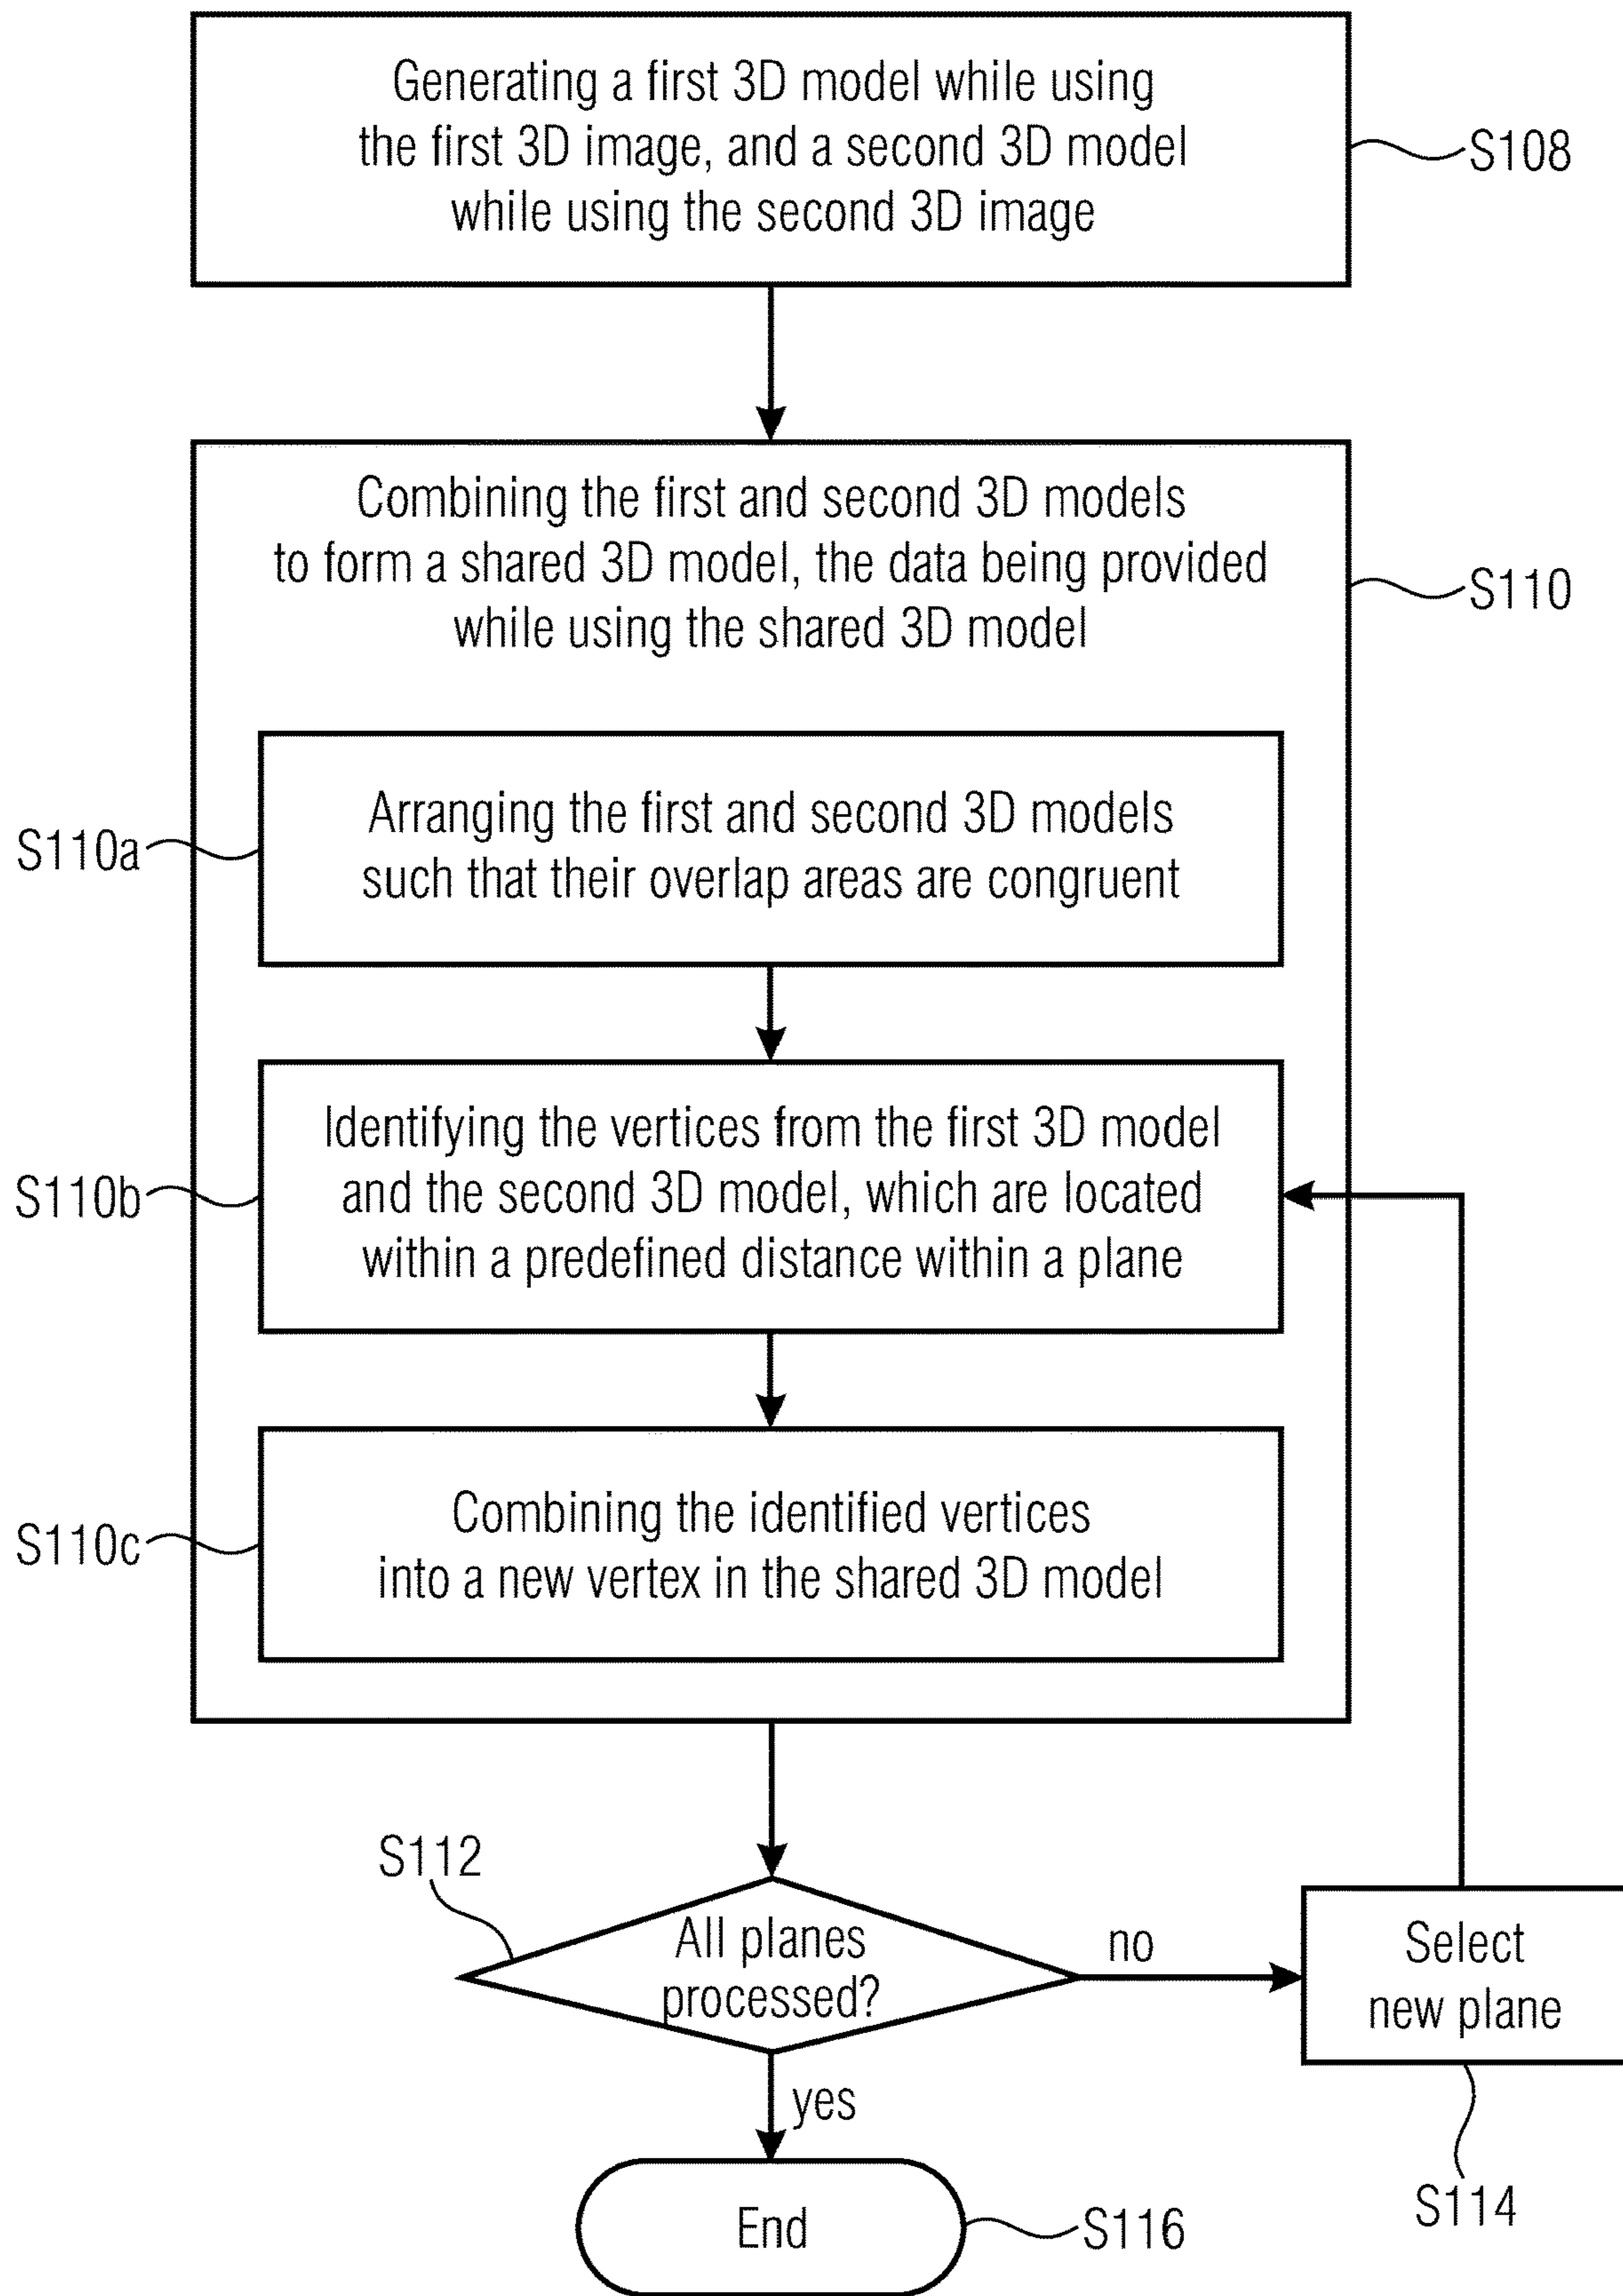 Generating a first 3D model while using
the first 3D image, and a second 3D model
while using the second 3D image
S108
Combining the first and second 3D models
to form a shared 3D model, the data being provided
while using the shared 3D model
S110
Arranging the first and second 3D models
such that their overlap areas are congruent
S110a
Identifying the vertices from the first 3D model
and the second 3D model, which are located
within a predefined distance within a plane
S110b
Combining the identified vertices
into a new vertex in the shared 3D model
S110c
S112
All planes
processed?
no
Select
new plane
S114
yes
End
S116